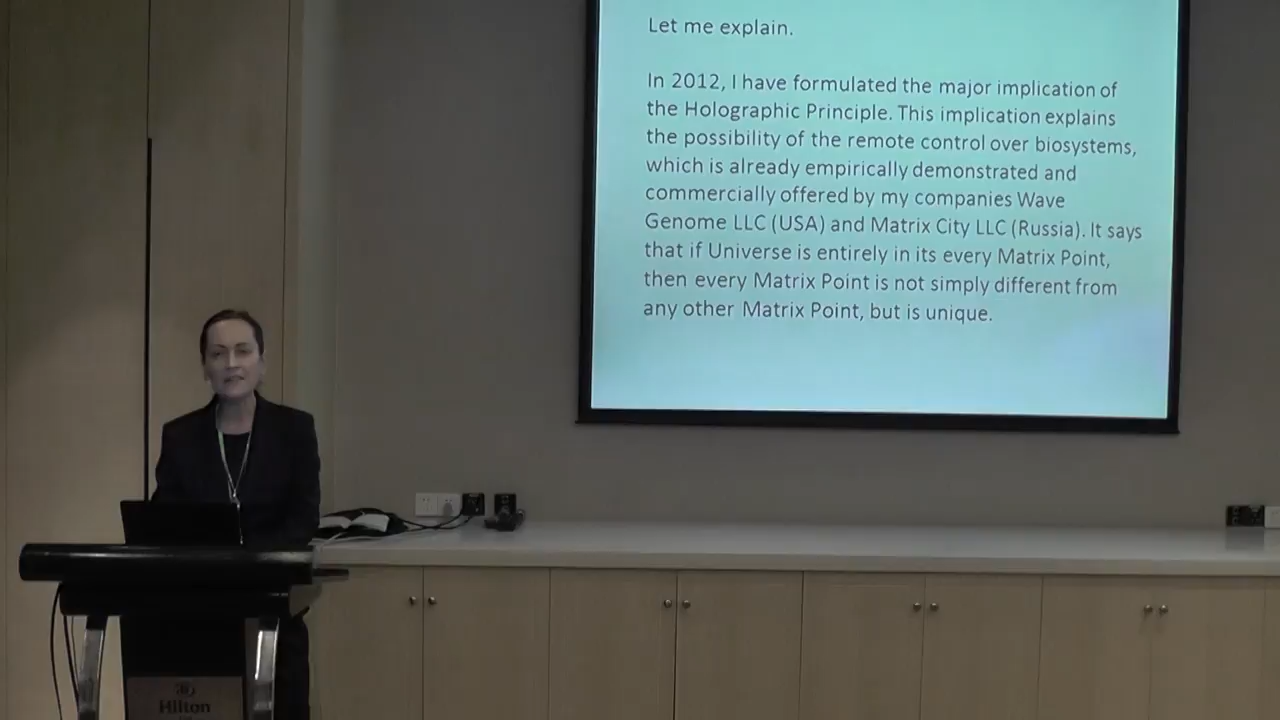 Let me explain.
In 2012, I have formulated the major implication of
the Holographic Principle. This implication explains
the possibility of the remote control over biosystems,
which is already empirically demonstrated and
commercially offered by my companies Wave
Genome LLC (USA) and Matrix City LLC (Russia). It says
that if Universe is entirely in its every Matrix Point,
then every Matrix Point is not simply different from
any other Matrix Point, but is unique.
Hilton